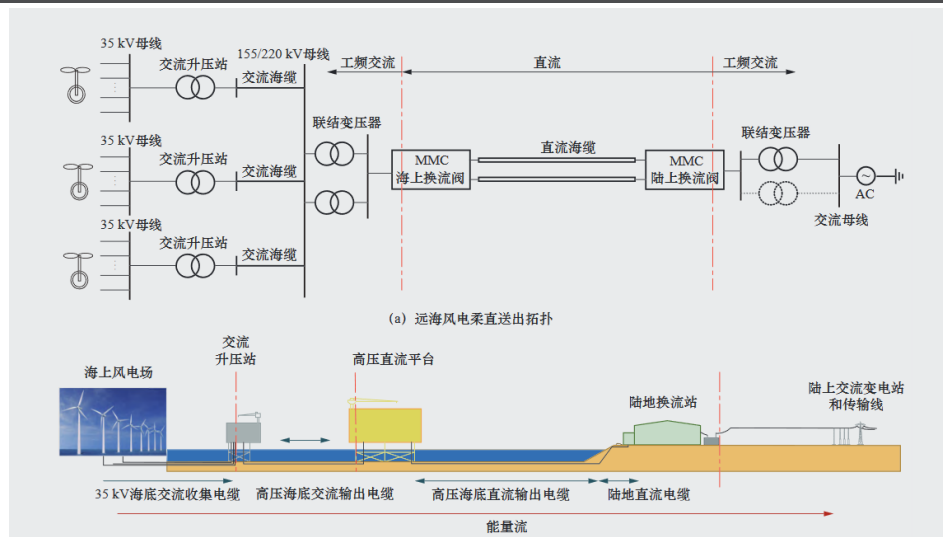 35 kV母线
交流升压站
交流海缆
155/220 kV母线
工频交流
直流
工频交流
联结变压器
35 kV母线
交流升压站
交流海缆
MMC
海上换流阀
直流海缆
MMC
陆上换流阀
联结变压器
~
AC
交流母线
35 kV母线
交流升压站
交流海缆
(a) 远海风电柔直送出拓扑
海上风电场
交流
升压站
高压直流平台
陆地换流站
陆上交流变电站
和传输线
35 kV海底交流收集电缆
高压海底交流输出电缆
高压海底直流输出电缆
陆地直流电缆
能量流